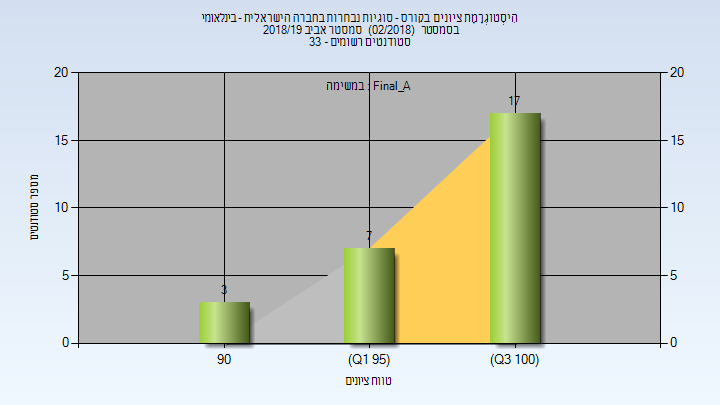 היסטוגרמת ציונים בקורס - סוגיות נבחרות בחברה הישראלית - בינלאומי
בסמסטר (02/2018) סמסטר אביב 2018/19
סטודנטים רשומים - 33
במשימה : Final_A
20
15
10
5
0
20
15
10
5
0
מספר סטודנטים
3
7
17
90
(Q1 95)
(Q3 100)
טווח ציונים